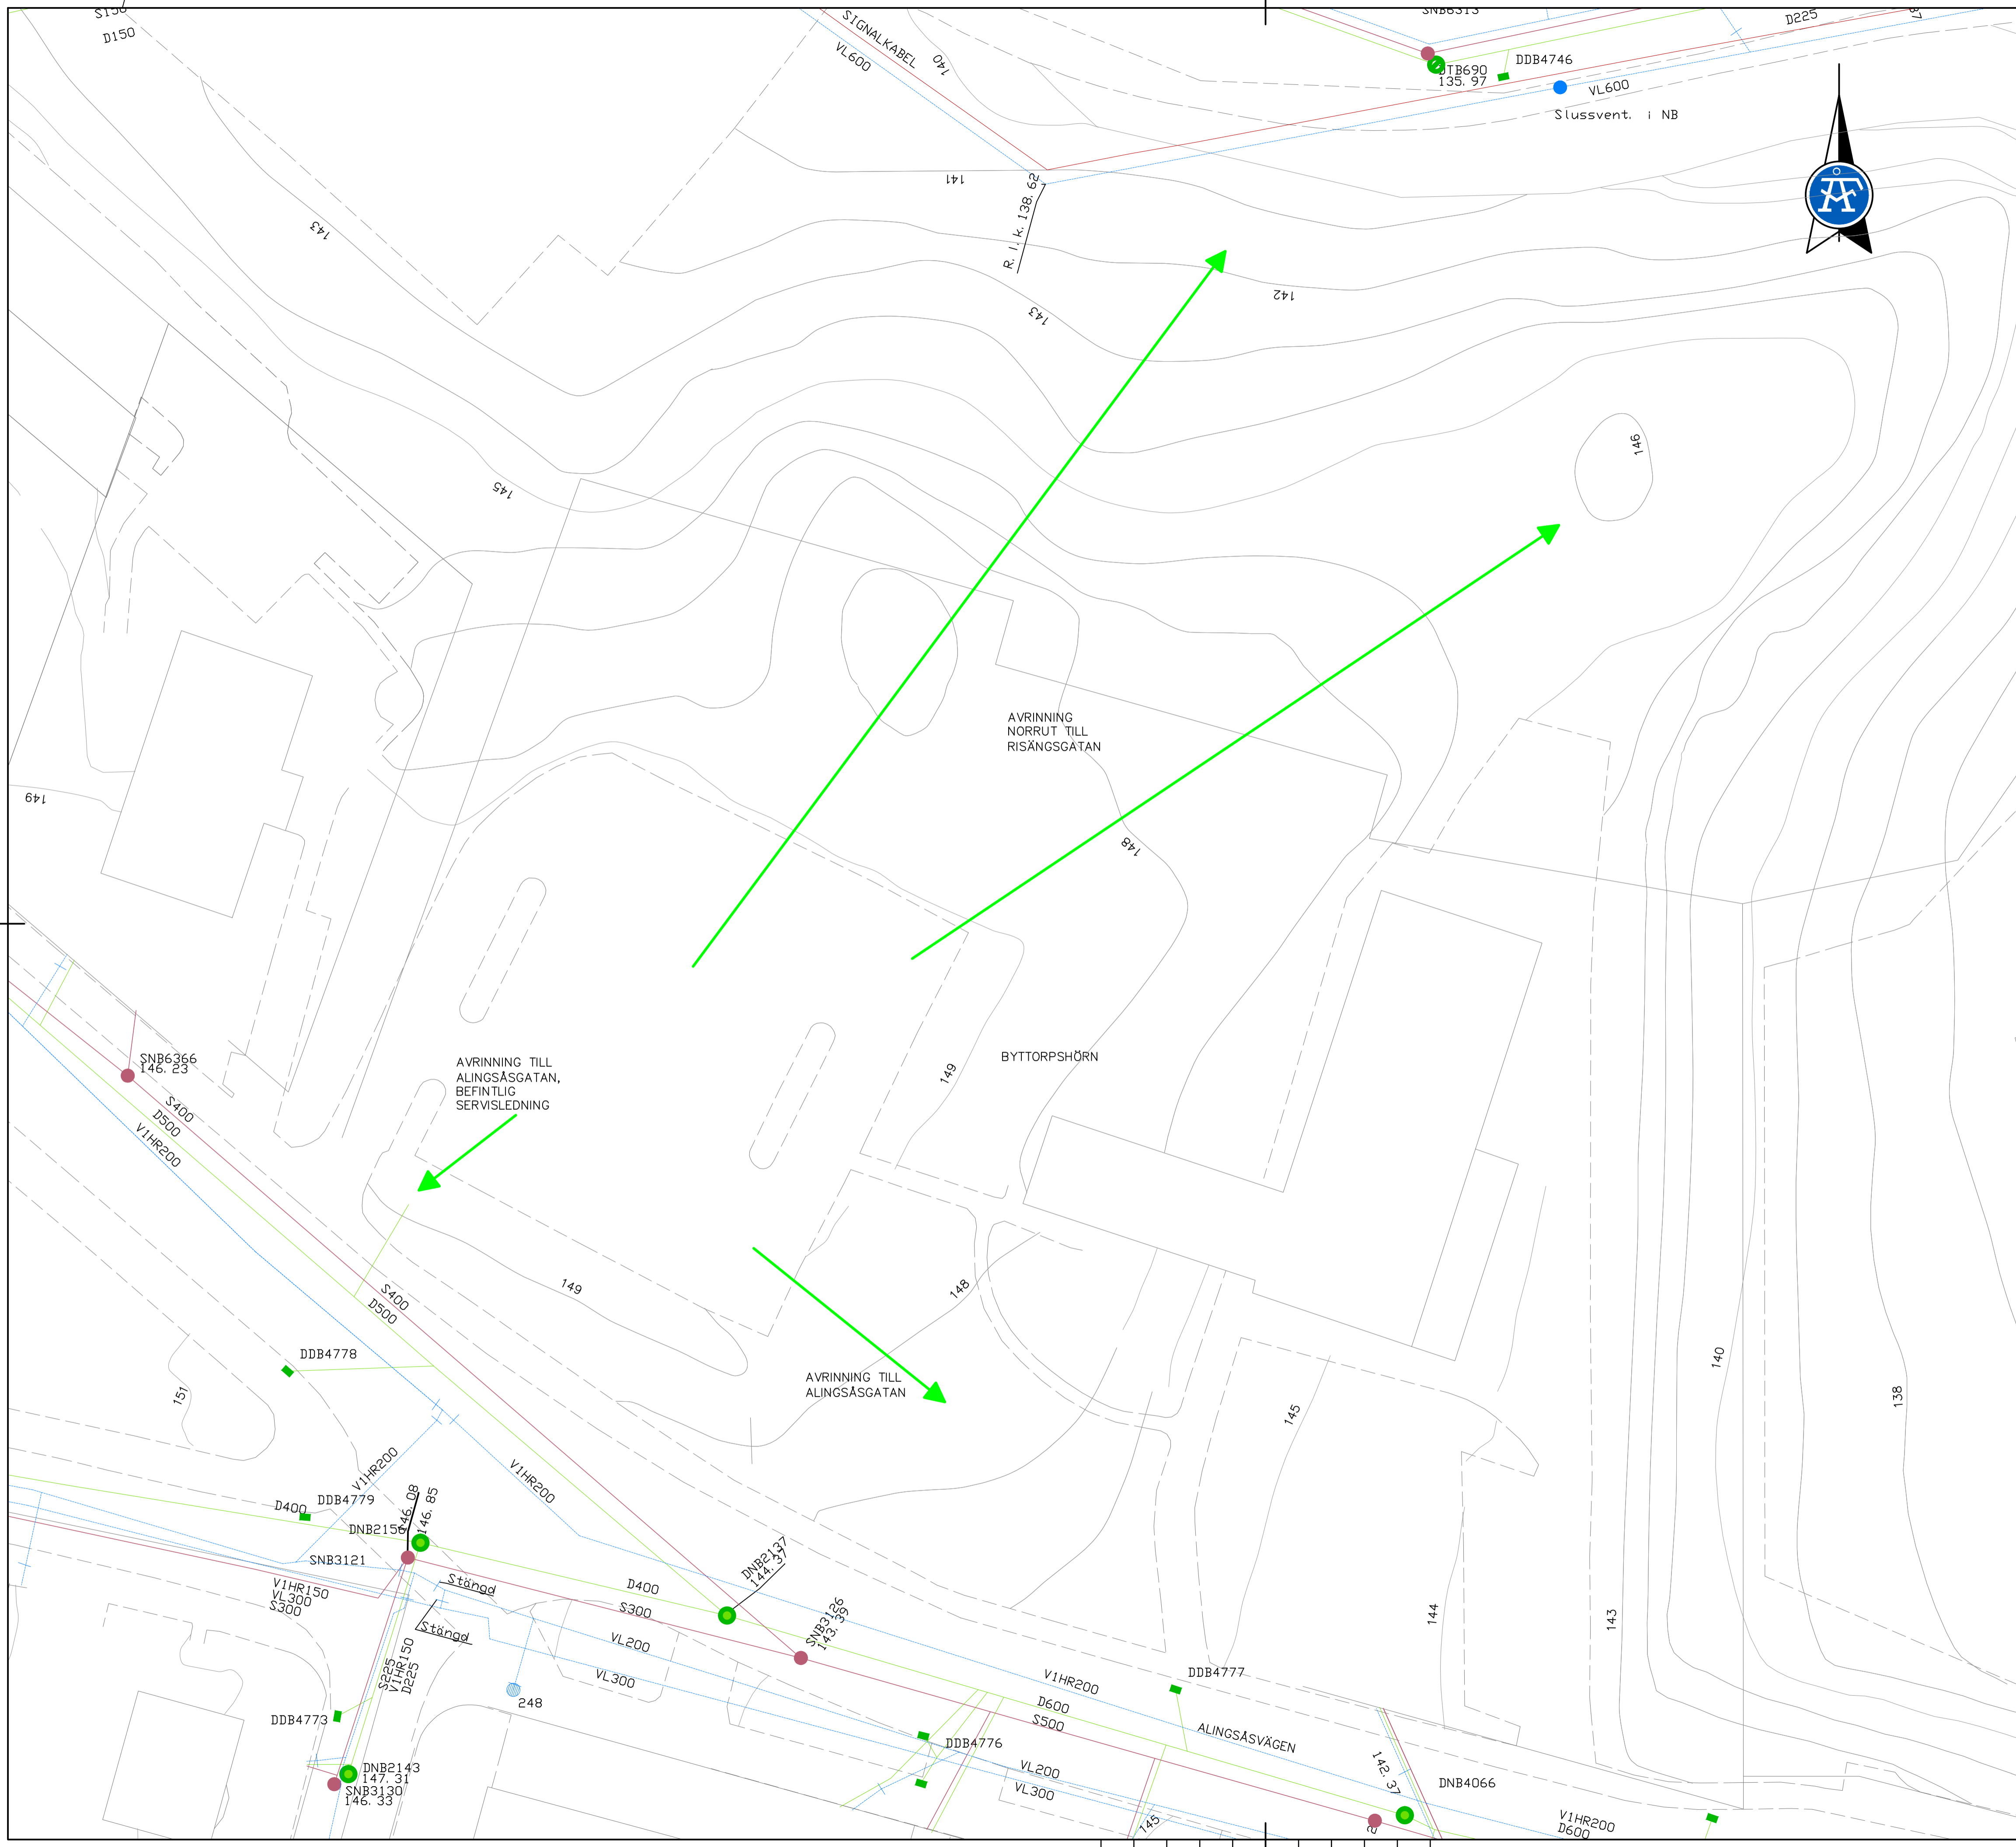 S150
D150
SIGNALKABEL
VL600
140
SNB6313
D225
DTB690
135.97
DDB4746
VL600
Slussvent. i NB
141
R. l. k. 138.62
143
142
143
146
145
AVRINNING
NORRUT TILL
RISÄNGSGATAN
149
148
SNB6366
146.23
AVRINNING TILL
ALINGSÅSGATAN,
BEFINTLIG
SERVISLEDNING
BYTTORPSHÖRN
149
S400
D500
V1HR200
S400
D500
149
148
DDB4778
151
AVRINNING TILL
ALINGSÅSGATAN
145
140
138
V1HR200
V1HR200
D400
DDB4779
DNB2156
146.08
146.85
SNB3121
DNB2137
144.37
Stängd
D400
V1HR150
VL300
S300
S300
SNB3126
143.39
144
143
Stängd
S225
V1HR150
D225
VL200
VL300
248
V1HR200
DDB4777
D600
S500
DDB4773
DDB4776
ALINGSÅSVÄGEN
DNB2143
147.31
SNB3130
146.33
VL200
VL300
142.37
DNB4066
145
V1HR200
D600